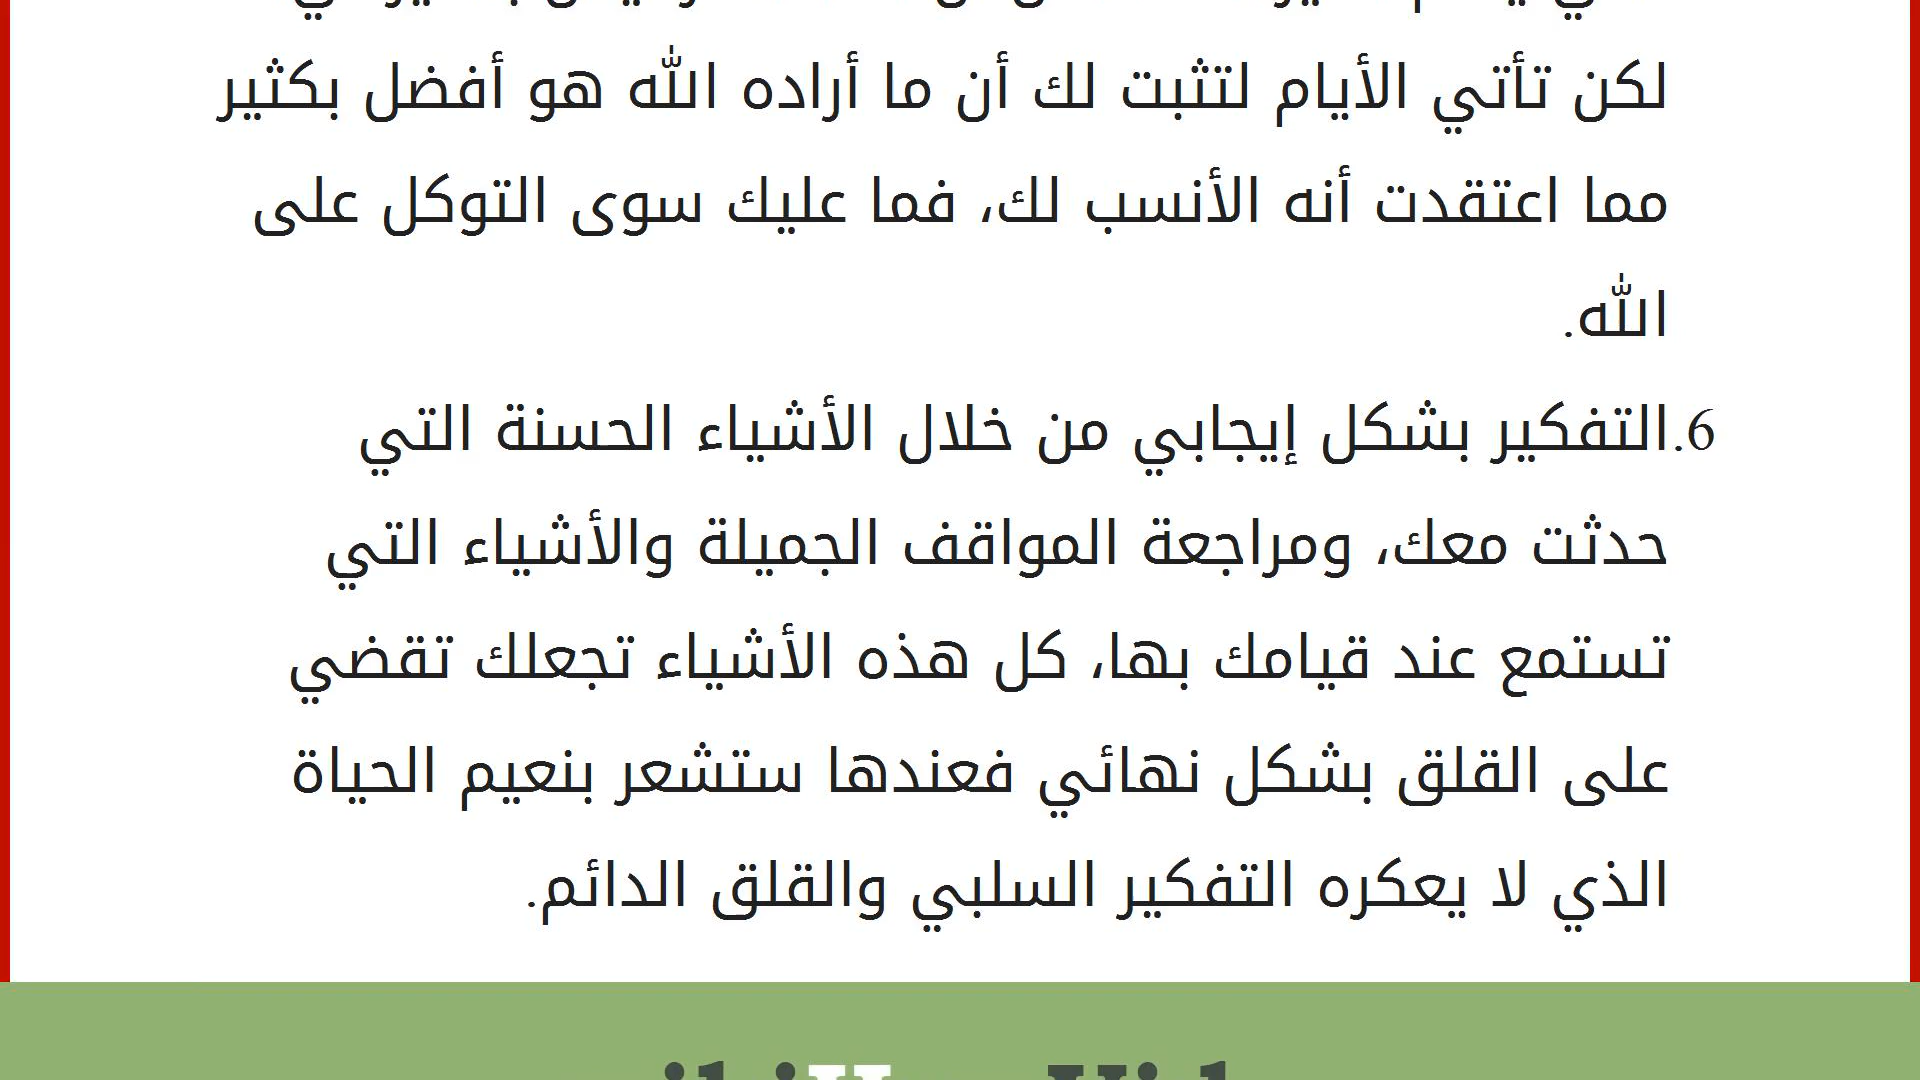 لكن تأتي الأيام لتثبت لك أن ما أراده الله هو أفضل بكثير
مما اعتقدت أنه الأنسب لك، فما عليك سوى التوكل على
الله.
6.التفكير بشكل إيجابي من خلال الأشياء الحسنة التي
حدثت معك، ومراجعة المواقف الجميلة والأشياء التي
تستمع عند قيامك بها، كل هذه الأشياء تجعلك تقضي
على القلق بشكل نهائي فعندها ستشعر بنعيم الحياة
الذي لا يعكره التفكير السلبي والقلق الدائم.